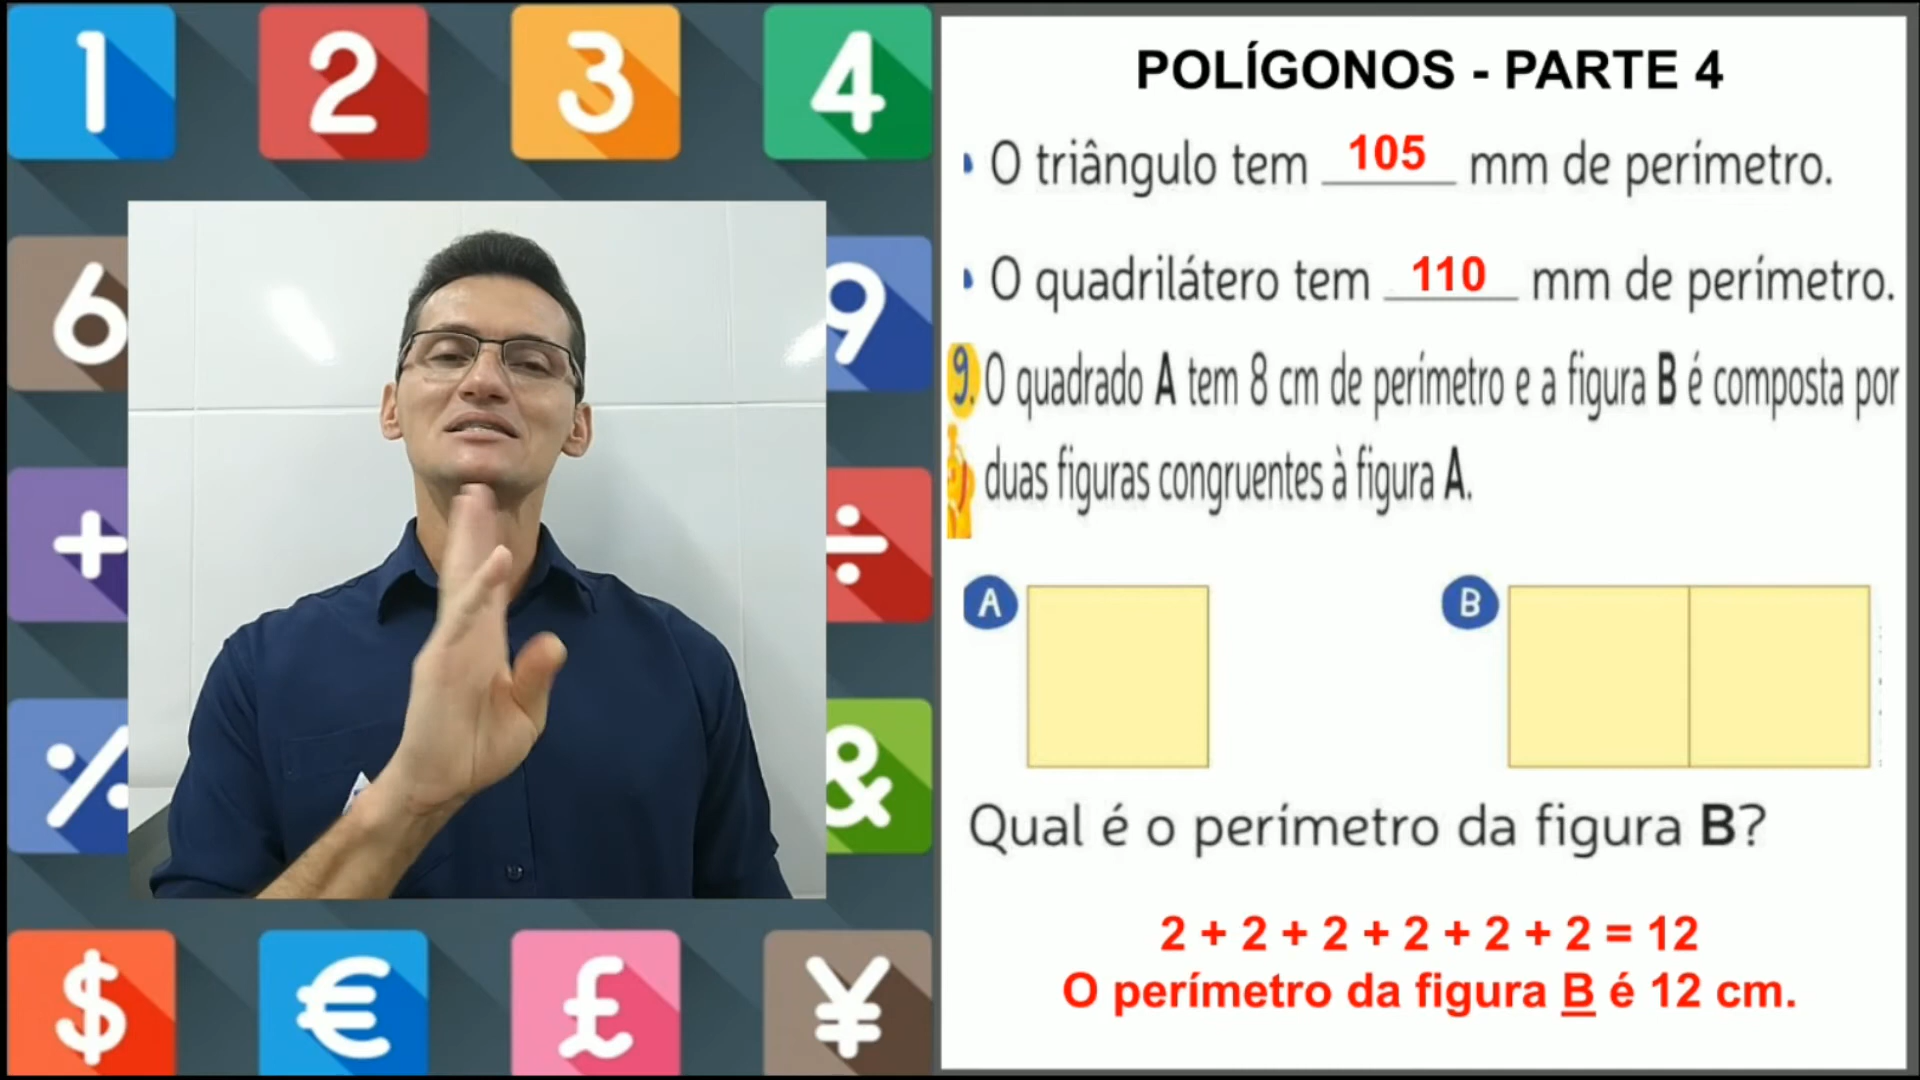 1 2 3 4
6 9
+ ÷
% &
$ € £ ¥
POLÍGONOS - PARTE 4
• O triângulo tem 105 mm de perímetro.
• O quadrilátero tem 110 mm de perímetro.
9. O quadrado A tem 8 cm de perímetro e a figura B é composta por
duas figuras congruentes à figura A.
A B
Qual é o perímetro da figura B?
2 + 2 + 2 + 2 + 2 + 2 = 12
O perímetro da figura B é 12 cm.